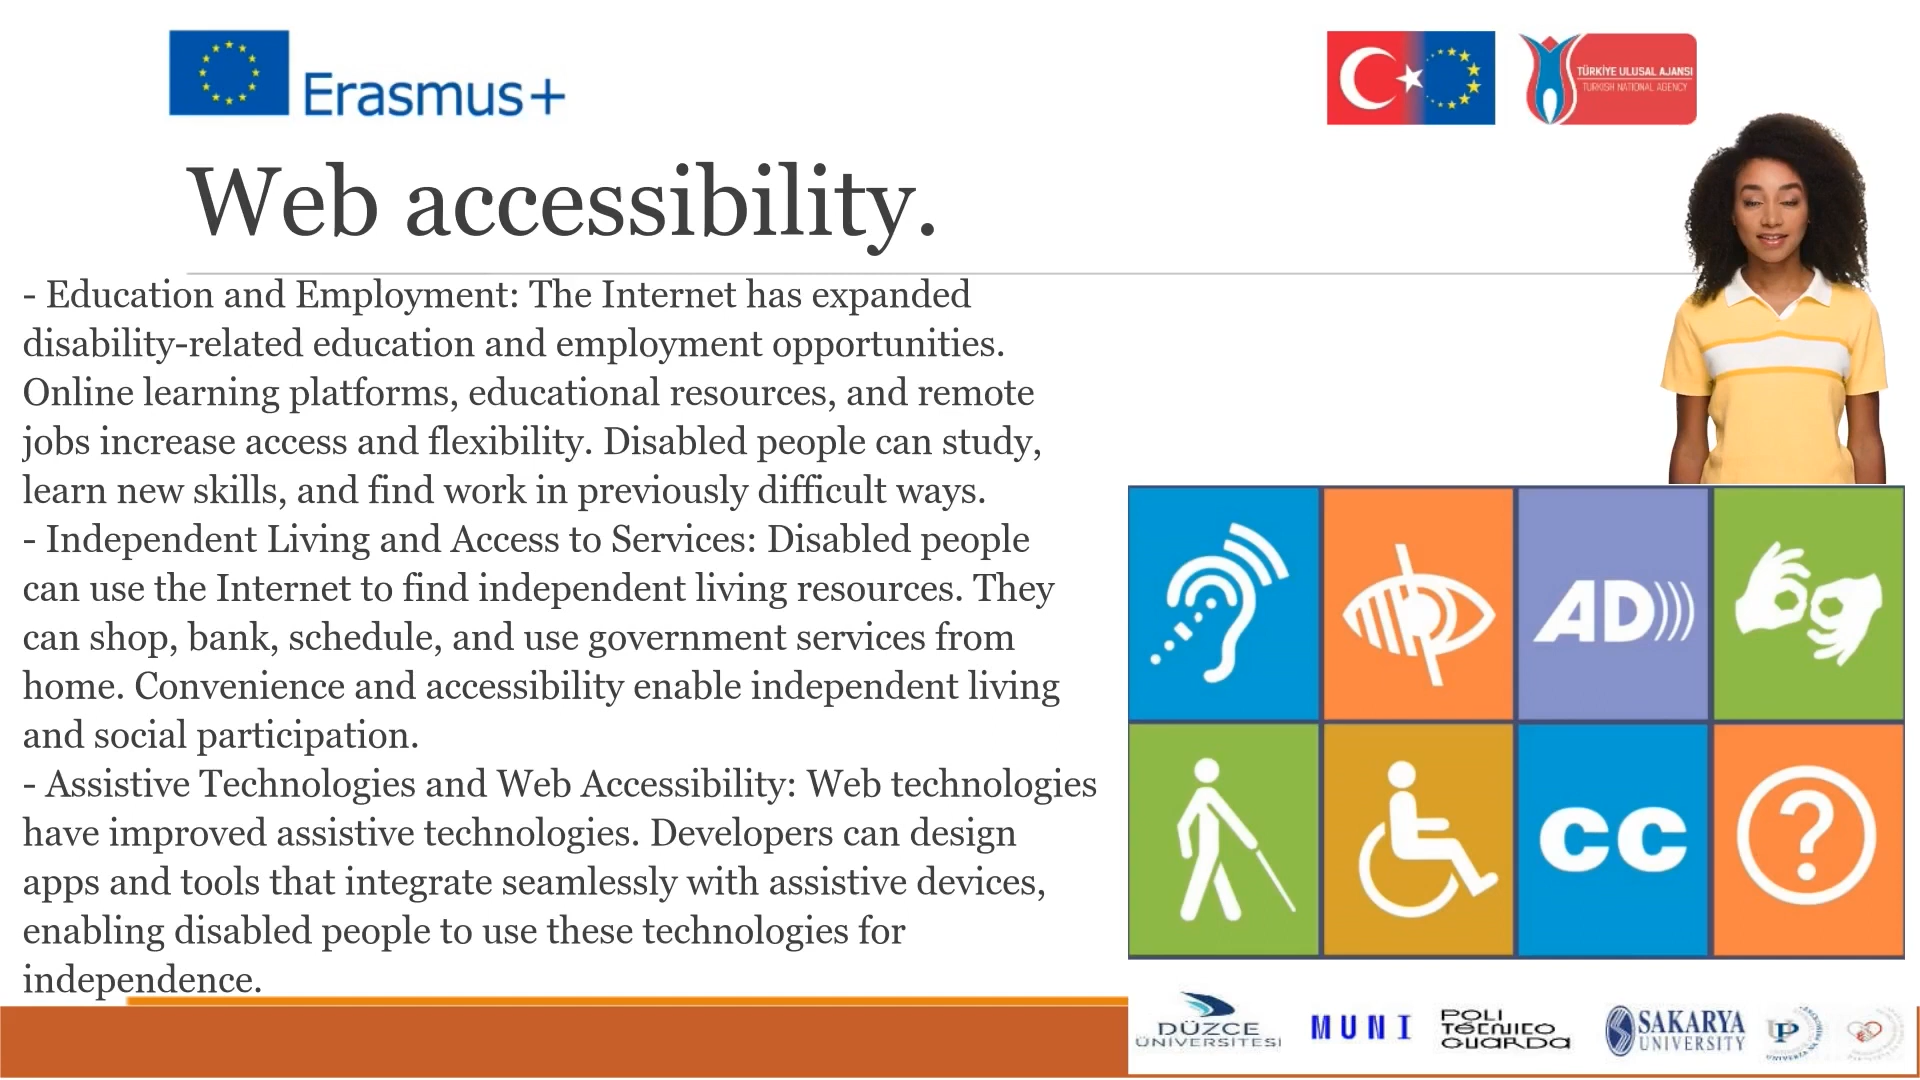 Erasmus+
TÜRKİYE ULUSAL AJANSI
TURKISH NATIONAL AGENCY
Web accessibility.
- Education and Employment: The Internet has expanded
disability-related education and employment opportunities.
Online learning platforms, educational resources, and remote
jobs increase access and flexibility. Disabled people can study,
learn new skills, and find work in previously difficult ways.
- Independent Living and Access to Services: Disabled people
can use the Internet to find independent living resources. They
can shop, bank, schedule, and use government services from
home. Convenience and accessibility enable independent living
and social participation.
- Assistive Technologies and Web Accessibility: Web technologies
have improved assistive technologies. Developers can design
apps and tools that integrate seamlessly with assistive devices,
enabling disabled people to use these technologies for
independence.
AD
CC
?
DÜZCE
ÜNİVERSİTESİ
MUNI
POLI
TÉCNICO
GUARDA
SAKARYA
UNIVERSITY
UP